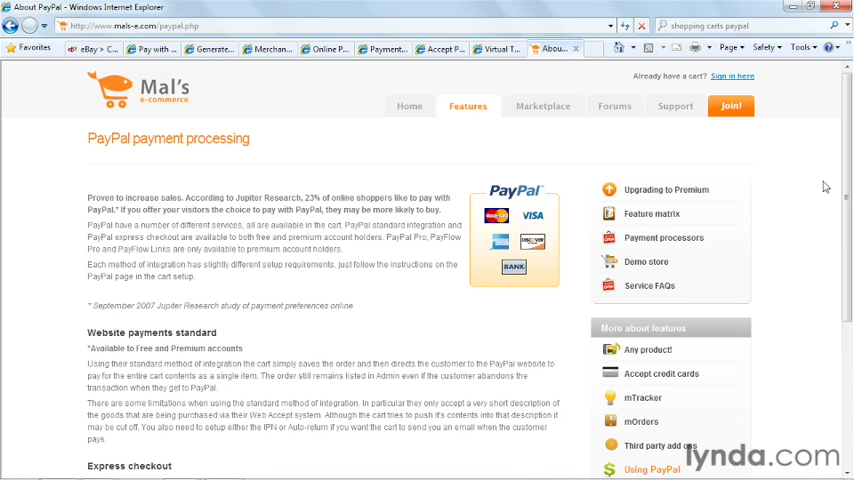 About PayPal - Windows Internet Explorer
http://www.mals-e.com/paypal.php
shopping carts paypal
Favorites
eBay > C...
Pay with ...
Generate...
Merchan...
Online P...
Payment...
Accept P...
Virtual T...
Abou...
Page
Safety
Tools
Already have a cart? Sign in here
Mal's
e-commerce
Home
Features
Marketplace
Forums
Support
Join!
PayPal payment processing
Proven to increase sales. According to Jupiter Research, 23% of online shoppers like to pay with
PayPal.* If you offer your visitors the choice to pay with PayPal, they may be more likely to buy.
PayPal have a number of different services, all are available in the cart. PayPal standard integration and
PayPal express checkout are available to both free and premium account holders. PayPal Pro, PayFlow
Pro and PayFlow Links are only available to premium account holders.
Each method of integration has slightly different setup requirements, just follow the instructions on the
PayPal page in the cart setup.
* September 2007 Jupiter Research study of payment preferences online.
PayPal
MasterCard
VISA
DISCOVER
BANK
Upgrading to Premium
Feature matrix
Payment processors
Demo store
Service FAQs
Website payments standard
*Available to Free and Premium accounts
Using their standard method of integration the cart simply saves the order and then directs the customer to the PayPal website to
pay for the entire cart contents as a single item. The order still remains listed in Admin even if the customer abandons the
transaction when they get to PayPal.
There are some limitations when using the standard method of integration. In particular they only accept a very short description of
the goods that are being purchased via their Web Accept system. Although the cart tries to push it's contents into that description it
may be cut off. You also need to setup either the IPN or Auto-return if you want the cart to send you an email when the customer
pays.
Express checkout
More about features
Any product!
Accept credit cards
mTracker
mOrders
Third party add ons
Using PayPal
lynda.com